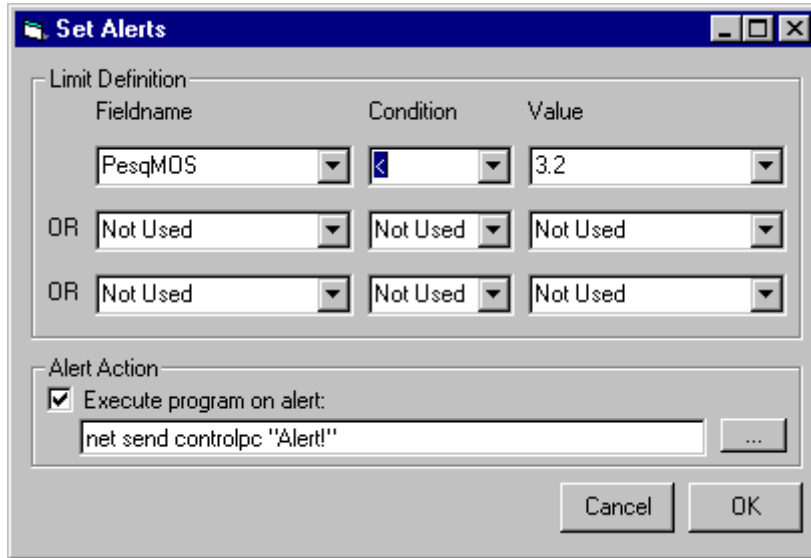 Set Alerts
Limit Definition
Fieldname Condition Value
PesqMOS < 3.2
OR Not Used Not Used Not Used
OR Not Used Not Used Not Used
Alert Action
Execute program on alert:
net send controlpc "Alert!"
...
Cancel OK